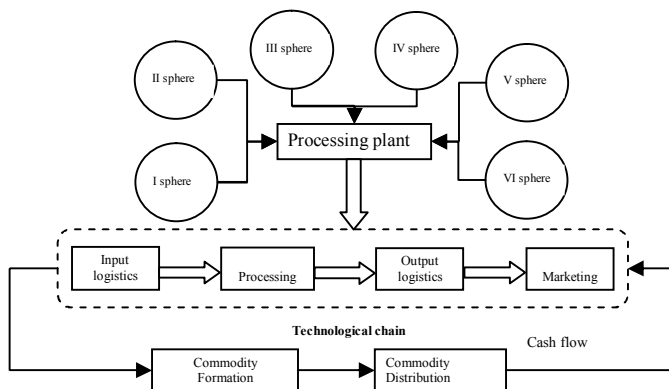 III sphere
IV sphere
II sphere
V sphere
Processing plant
I sphere
VI sphere
Input
logistics
Processing
Output
logistics
Marketing
Technological chain
Cash flow
Commodity
Formation
Commodity
Distribution